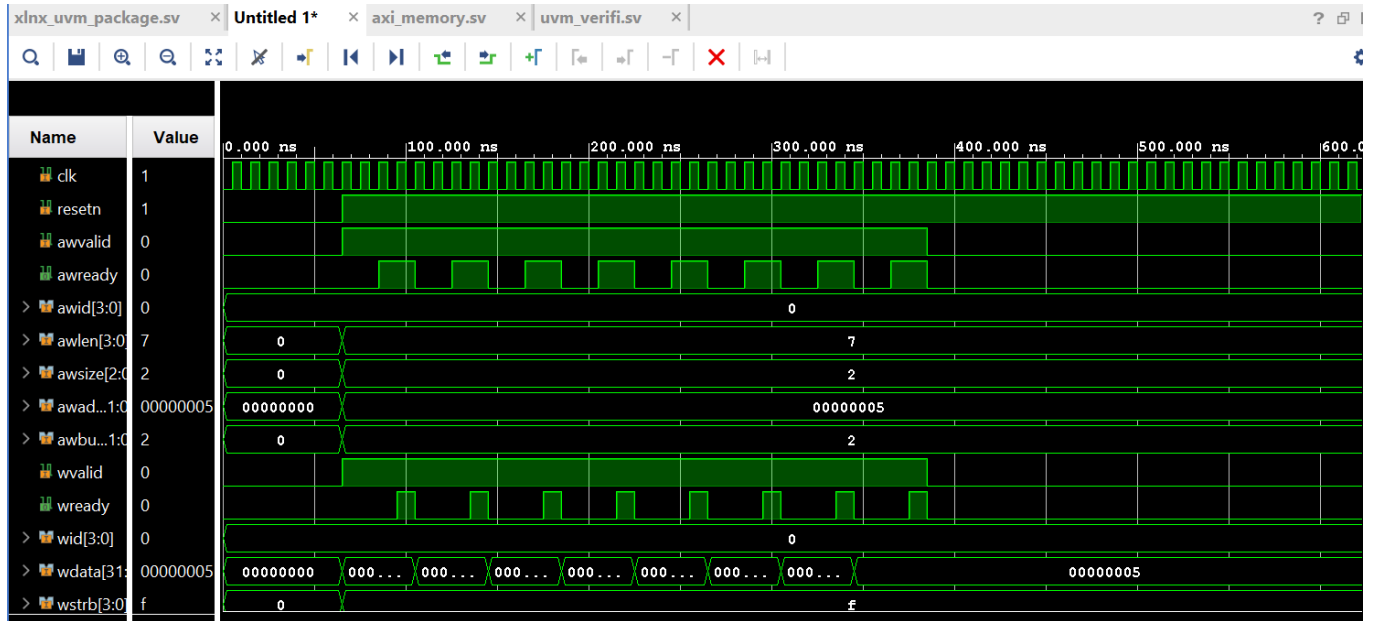 xlnx_uvm_package.sv × Untitled 1* × axi_memory.sv × uvm_verifi.sv × ?
Name Value 0.000 ns 100.000 ns 200.000 ns 300.000 ns 400.000 ns 500.000 ns 600.0
clk 1
resetn 1
awvalid 0
awready 0
awid[3:0] 0 0
awlen[3:0] 7 0 7
awsize[2:0 2 0 2
awad...1:0 00000005 00000000 00000005
awbu...1:0 2 0 2
wvalid 0
wready 0
wid[3:0] 0 0
wdata[31: 00000005 00000000 000... 000... 000... 000... 000... 000... 000... 00000005
wstrb[3:0] f 0 f